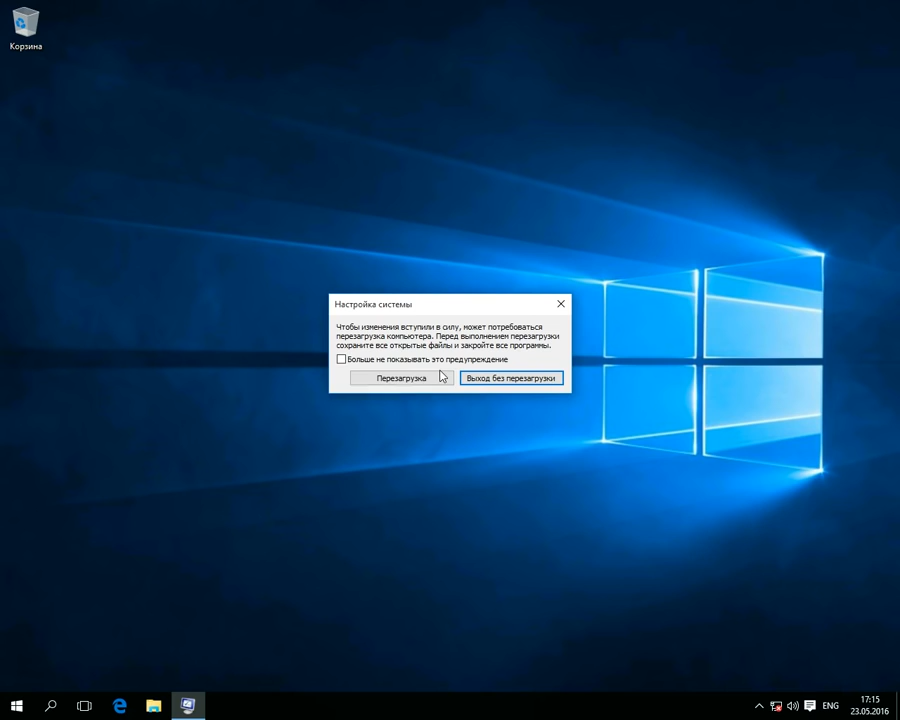 Корзина
Настройка системы
Чтобы изменения вступили в силу, может потребоваться
перезагрузка компьютера. Перед выполнением перезагрузки
сохраните все открытые файлы и закройте все программы.
Больше не показывать это предупреждение
Перезагрузка
Выход без перезагрузки
ENG
17:15
23.05.2016